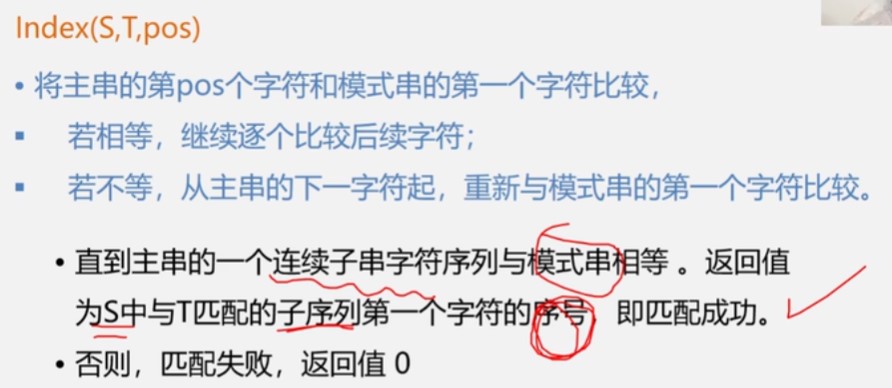 Index(S,T,pos)
• 将主串的第pos个字符和模式串的第一个字符比较，
▪ 若相等，继续逐个比较后续字符；
▪ 若不等，从主串的下一字符起，重新与模式串的第一个字符比较。
• 直到主串的一个连续子串字符序列与模式串相等 。返回值
为S中与T匹配的子序列第一个字符的序号，即匹配成功。
• 否则，匹配失败，返回值 0